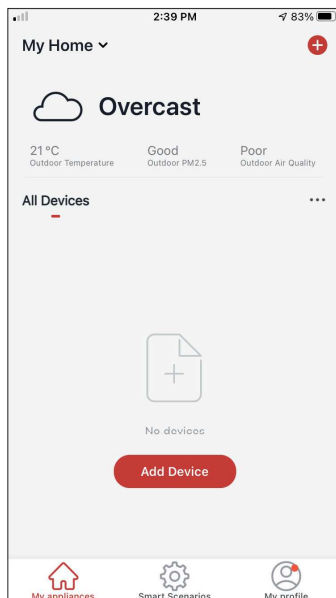 2:39 PM 83%
My Home
Overcast
21 °C Good Poor
Outdoor Temperature Outdoor PM2.5 Outdoor Air Quality
All Devices
No devices
Add Device
My appliances Smart Scenarios My profile